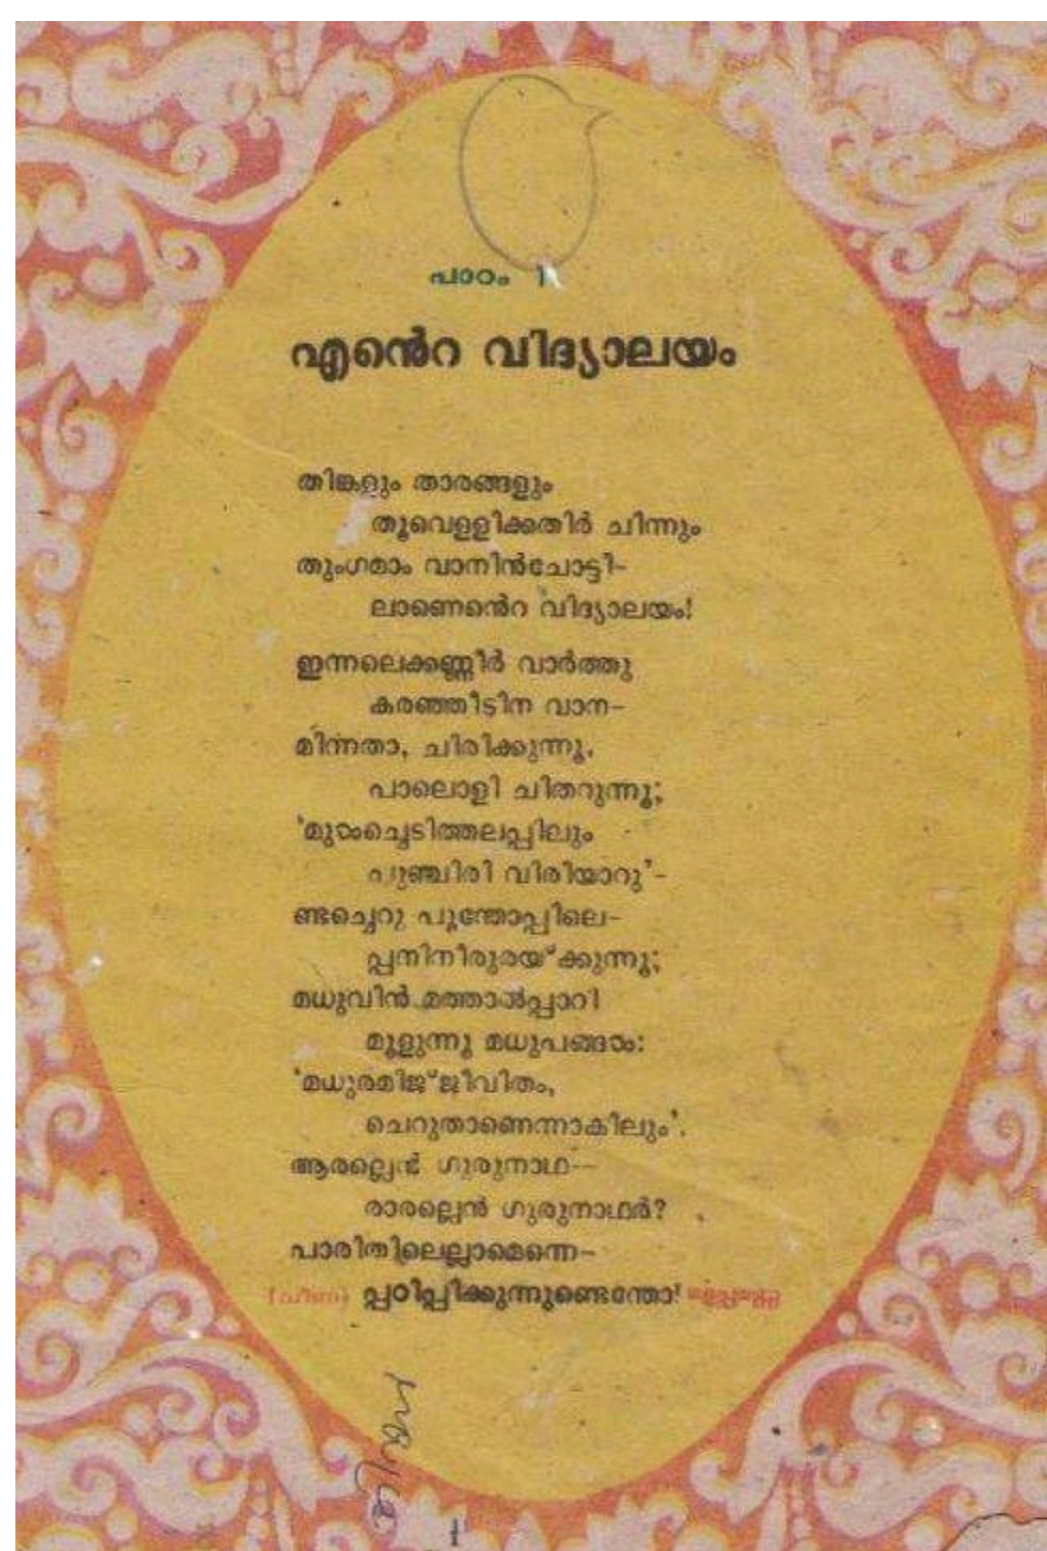 പാഠം 1
എന്റെ വിദ്യാലയം
തിങ്കളും താരങ്ങളും
തൂവെള്ളിക്കതിർ ചിന്നും
തുംഗമാം വാനിൻചോട്ടി-
ലാണെന്റെ വിദ്യാലയം!
ഇന്നലെക്കണ്ണീർ വാർത്തു
കരഞ്ഞീടിന വാന-
മിന്നതാ, ചിരിക്കുന്നൂ,
പാലൊളി ചിതറുന്നൂ;
'മുൾച്ചെടിത്തലപ്പിലും
പുഞ്ചിരി വിരിയാറു'-
ണ്ടച്ചെറു പൂന്തോപ്പിലെ-
പ്പനിനീരുരയ്ക്കുന്നൂ;
മധുവിൻ മത്താൽപ്പാറി
മൂളുന്നൂ മധുപങ്ങൾ:
'മധുരമിജ്ജീവിതം,
ചെറുതാണെന്നാകിലും'.
ആരല്ലെൻ ഗുരുനാഥ-
രാരല്ലെൻ ഗുരുനാഥർ?
പാരിതിലെല്ലാമെന്നെ-
പ്പഠിപ്പിക്കുന്നുണ്ടെന്തോ!
1